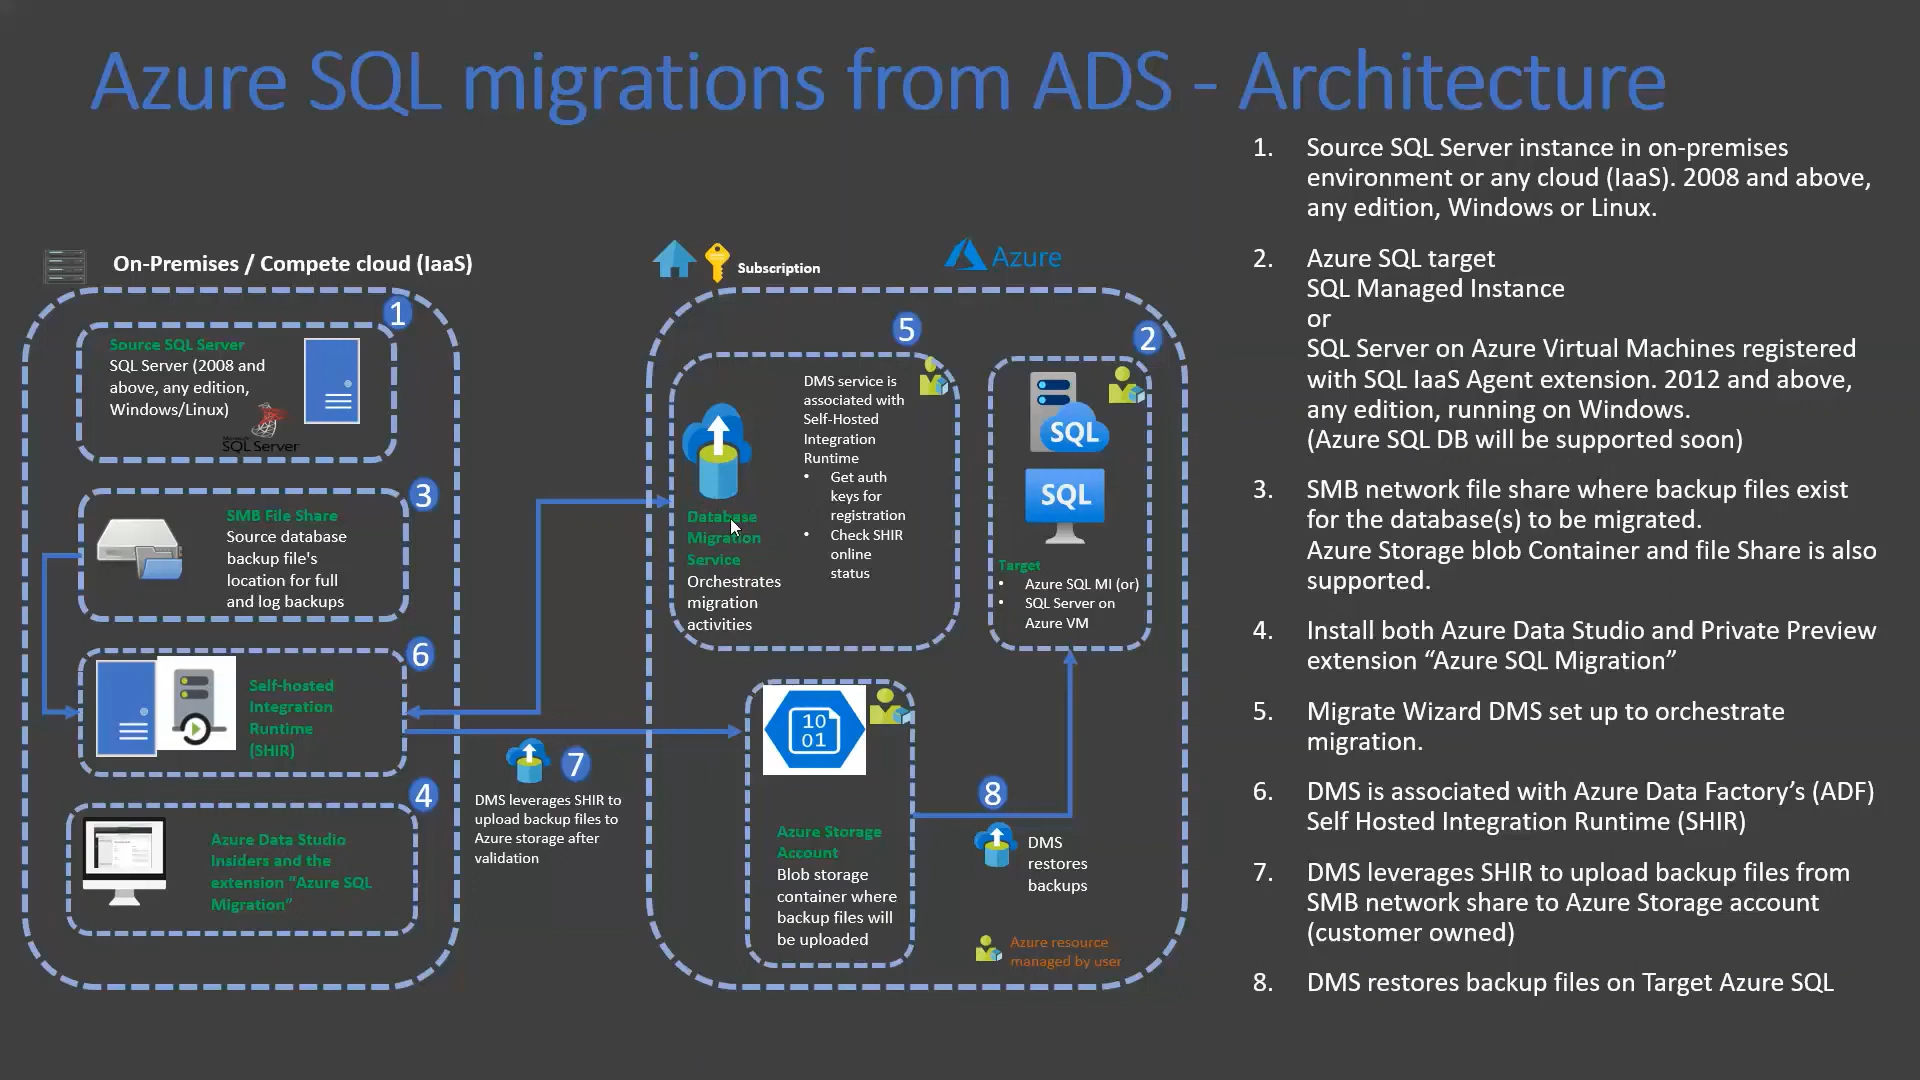 Azure SQL migrations from ADS - Architecture
On-Premises / Compete cloud (IaaS)
1
Source SQL Server
SQL Server (2008 and
above, any edition,
Windows/Linux)
SQL Server
3
SMB File Share
Source database
backup file's
location for full
and log backups
6
Self-hosted
Integration
Runtime
(SHIR)
4
Azure Data Studio
Insiders and the
extension “Azure SQL
Migration”
7
DMS leverages SHIR to
upload backup files to
Azure storage after
validation
Subscription
Azure
5
Database
Migration
Service
Orchestrates
migration
activities
DMS service is
associated with
Self-Hosted
Integration
Runtime
• Get auth
keys for
registration
• Check SHIR
online
status
2
SQL
SQL
Target
• Azure SQL MI (or)
• SQL Server on
Azure VM
10
01
Azure Storage
Account
Blob storage
container where
backup files will
be uploaded
8
DMS
restores
backups
Azure resource
managed by user
1. Source SQL Server instance in on-premises
environment or any cloud (IaaS). 2008 and above,
any edition, Windows or Linux.
2. Azure SQL target
SQL Managed Instance
or
SQL Server on Azure Virtual Machines registered
with SQL IaaS Agent extension. 2012 and above,
any edition, running on Windows.
(Azure SQL DB will be supported soon)
3. SMB network file share where backup files exist
for the database(s) to be migrated.
Azure Storage blob Container and file Share is also
supported.
4. Install both Azure Data Studio and Private Preview
extension “Azure SQL Migration”
5. Migrate Wizard DMS set up to orchestrate
migration.
6. DMS is associated with Azure Data Factory’s (ADF)
Self Hosted Integration Runtime (SHIR)
7. DMS leverages SHIR to upload backup files from
SMB network share to Azure Storage account
(customer owned)
8. DMS restores backup files on Target Azure SQL